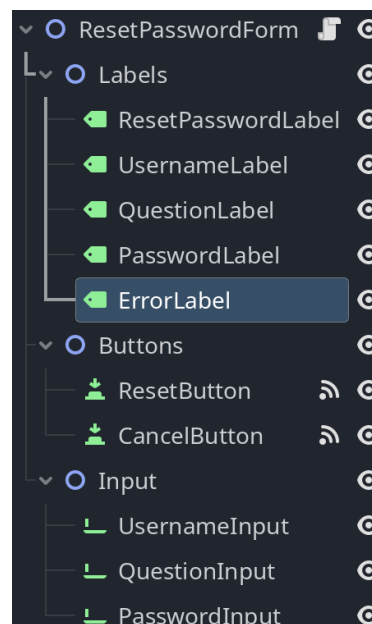 ResetPasswordForm
Labels
ResetPasswordLabel
UsernameLabel
QuestionLabel
PasswordLabel
ErrorLabel
Buttons
ResetButton
CancelButton
Input
UsernameInput
QuestionInput
PasswordInput